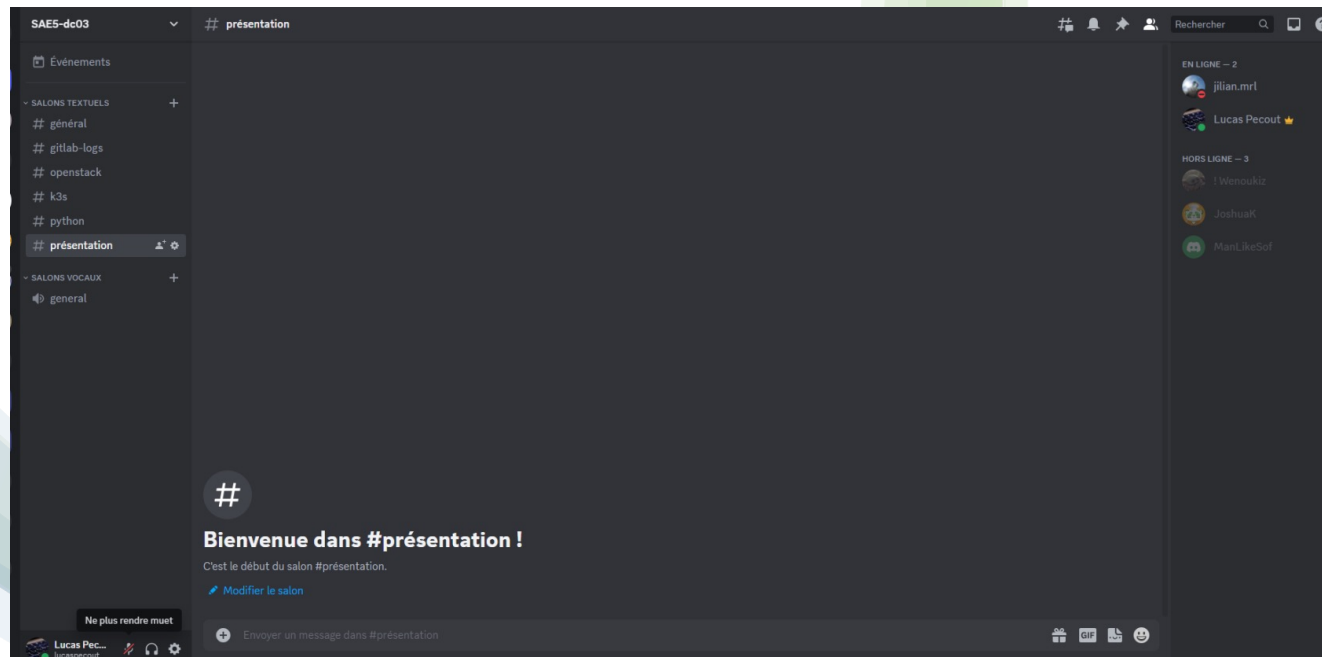 SAE5-dc03
Événements
SALONS TEXTUELS
général
gitlab-logs
openstack
k3s
python
présentation
SALONS VOCAUX
general
Ne plus rendre muet
Lucas Pec...
lucaspecout
# présentation
Rechercher
#
Bienvenue dans #présentation !
C'est le début du salon #présentation.
Modifier le salon
Envoyer un message dans #présentation
GIF
EN LIGNE — 2
jilian.mrl
Lucas Pecout
HORS LIGNE — 3
! Wenoukiz
JoshuaK
ManLikeSof